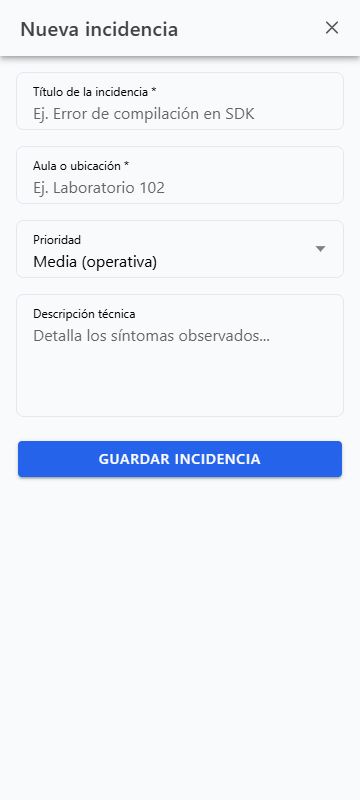 Nueva incidencia
Título de la incidencia *
Ej. Error de compilación en SDK
Aula o ubicación *
Ej. Laboratorio 102
Prioridad
Media (operativa)
Descripción técnica
Detalla los síntomas observados...
GUARDAR INCIDENCIA